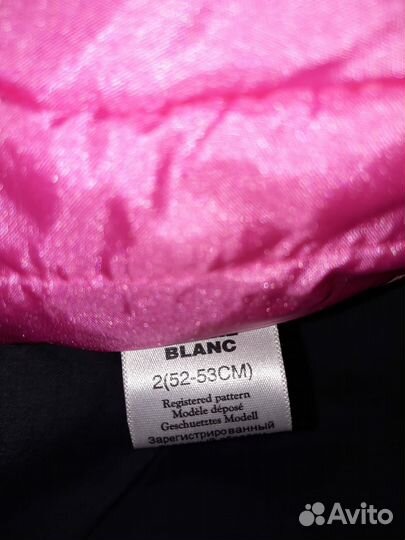 BLANC
2(52-53CM)
Registered pattern
Modèle déposé
Geschuetztes Modell
Зарегистрированный
Avito